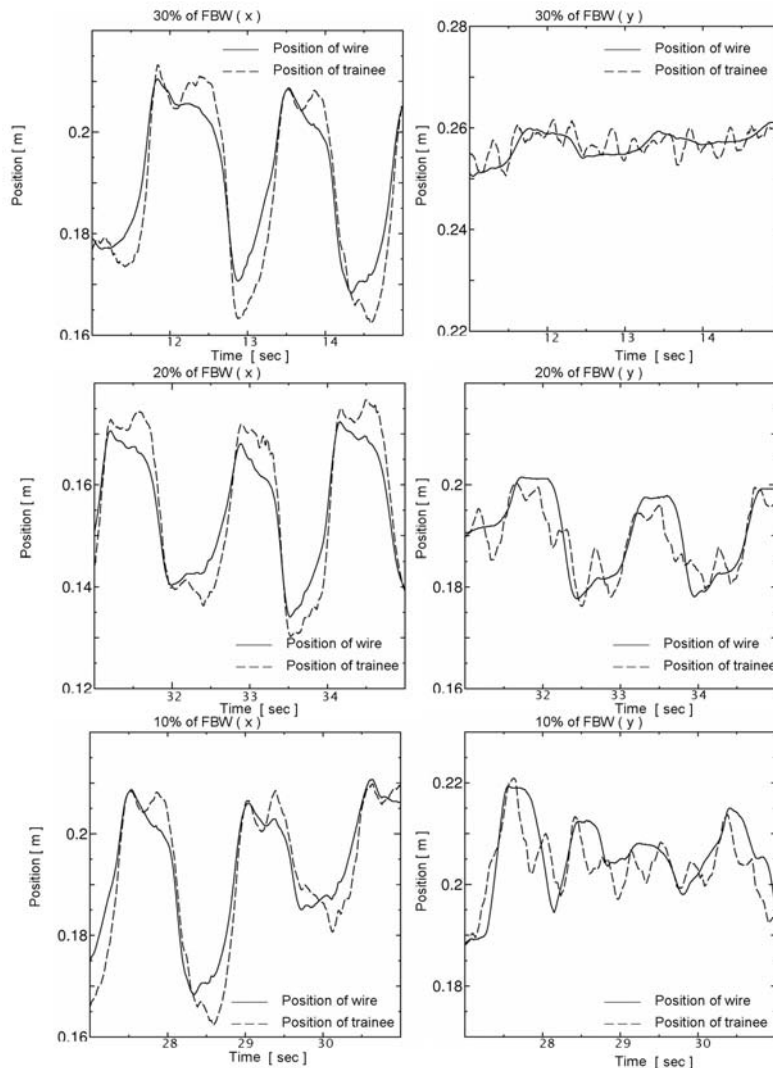 30% of FBW ( x )
Position of wire
Position of trainee
0.2
0.18
0.16
Position [ m ]
12 13 14
Time [ sec ]
30% of FBW ( y )
0.28
Position of wire
Position of trainee
0.26
0.24
0.22
Position [ m ]
12 13 14
Time [ sec ]
20% of FBW ( x )
0.16
0.14
0.12
Position [ m ]
Position of wire
Position of trainee
32 33 34
Time [ sec ]
20% of FBW ( y )
0.2
0.18
0.16
Position [ m ]
Position of wire
Position of trainee
32 33 34
Time [ sec ]
10% of FBW ( x )
0.2
0.18
0.16
Position [ m ]
Position of wire
Position of trainee
28 29 30
Time [ sec ]
10% of FBW ( y )
0.22
0.2
0.18
Position [ m ]
Position of wire
Position of trainee
28 29 30
Time [ sec ]